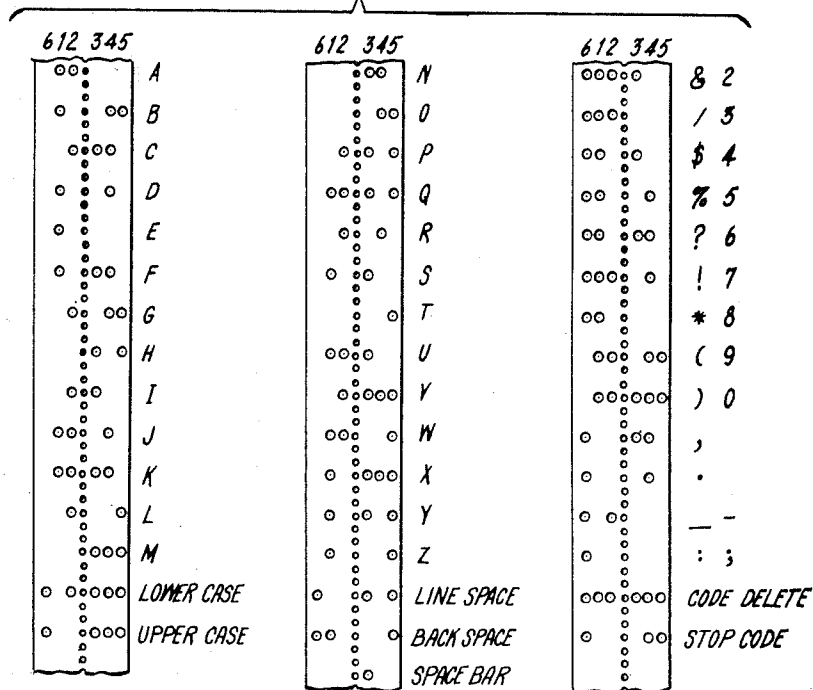 612 345
A
B
C
D
E
F
G
H
I
J
K
L
M
LOWER CASE
UPPER CASE
612 345
N
O
P
Q
R
S
T
U
V
W
X
Y
Z
LINE SPACE
BACK SPACE
SPACE BAR
612 345
& 2
/ 3
$ 4
% 5
? 6
! 7
* 8
( 9
) 0
,
.
_ -
: ;
CODE DELETE
STOP CODE